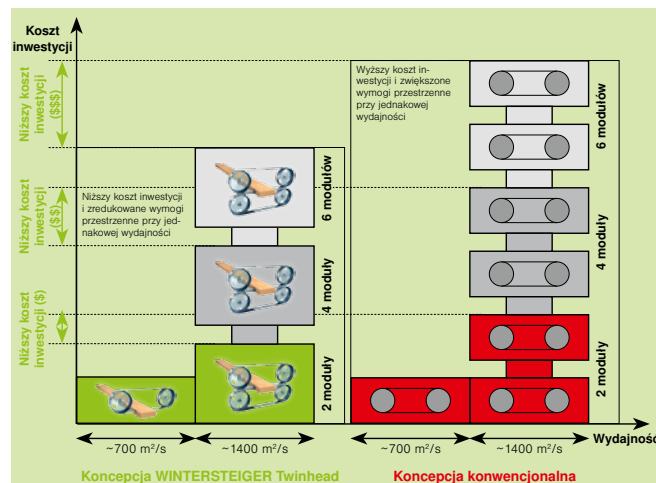 Koszt
inwestycji
Niższy koszt
inwestycji
($$$)
Niższy koszt
inwestycji
($$)
Niższy koszt
inwestycji ($)
Niższy koszt inwestycji
i zredukowane wymogi
przestrzenne przy jed-
nakowej wydajności
6 modułów
4 moduły
2 moduły
Wyższy koszt in-
westycji i zwiększone
wymogi przestrzenne
przy jednakowej
wydajności
6 modułów
4 moduły
2 moduły
~700 m²/s
~1400 m²/s
~700 m²/s
~1400 m²/s
Wydajność
Koncepcja WINTERSTEIGER Twinhead
Koncepcja konwencjonalna